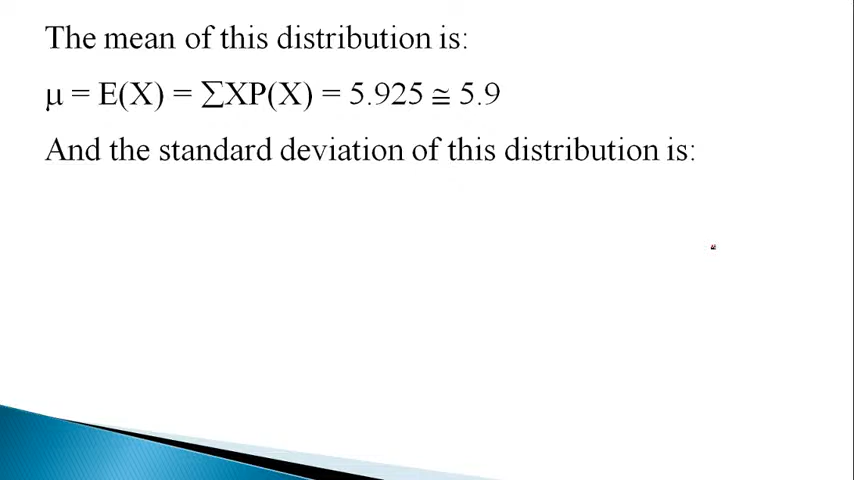 The mean of this distribution is:
μ = E(X) = ∑XP(X) = 5.925 ≅ 5.9
And the standard deviation of this distribution is: